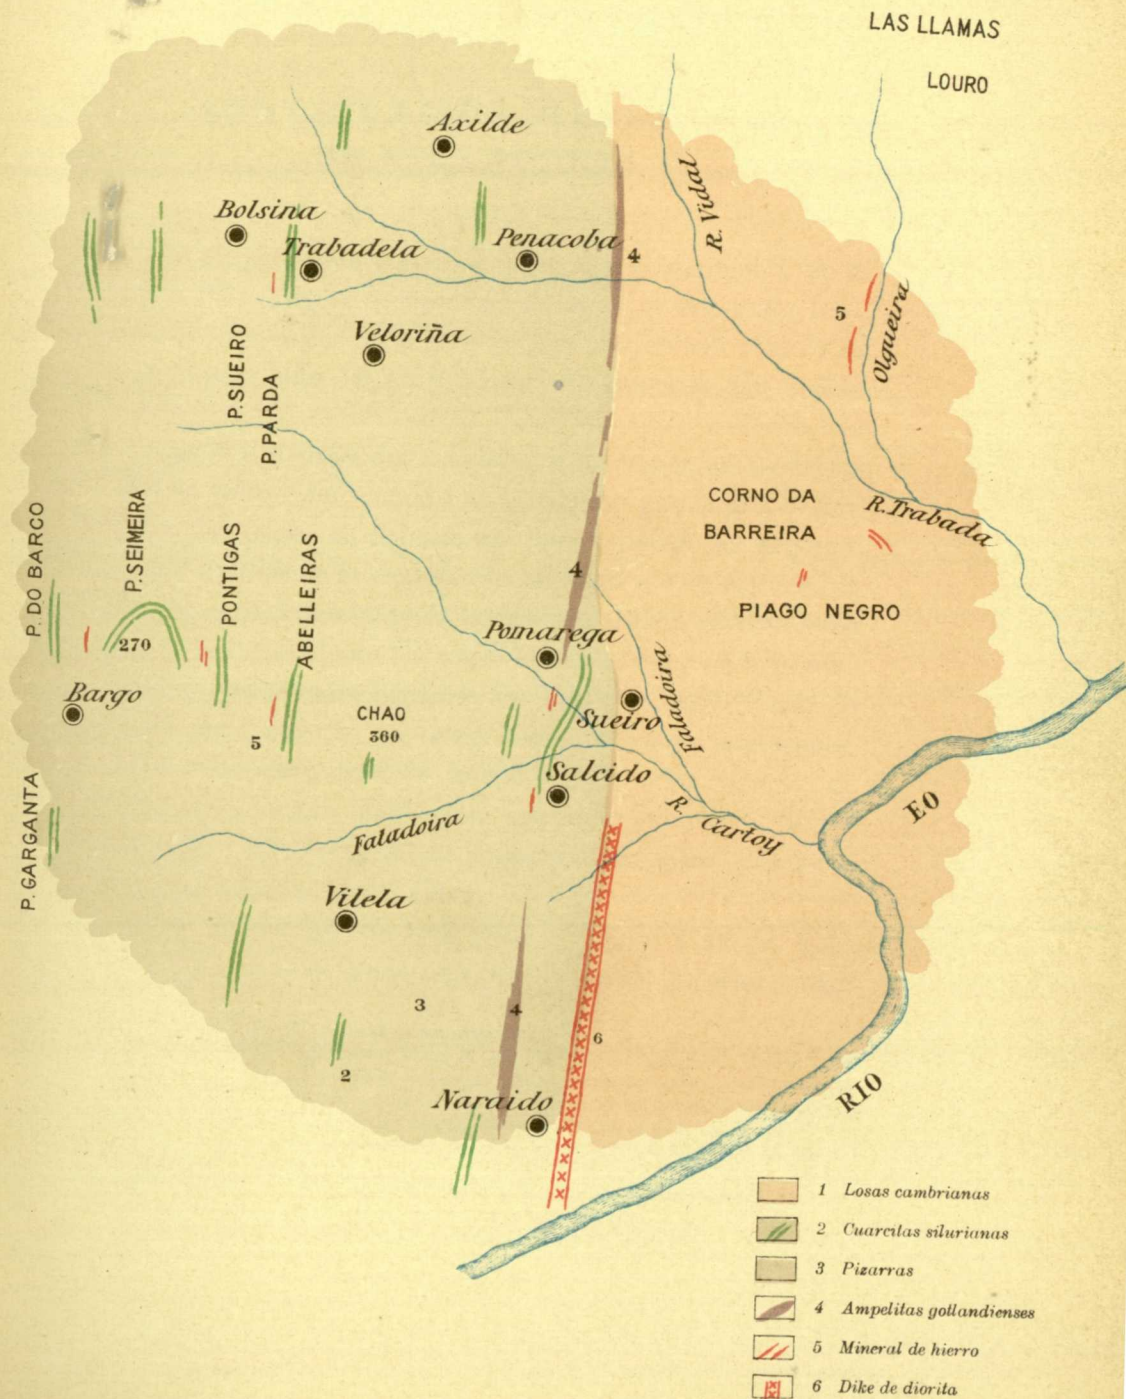 LAS LLAMAS
LOURO
Axilde
R. Vidal
Bolsina
Trabadela
Penacoba
4
5
Olgueira
Veloriña
P. SUEIRO
P. PARDA
CORNO DA
BARREIRA
R. Trabada
P. DO BARCO
P. SEIMEIRA
PONTIGAS
ABELLEIRAS
4
PIAGO NEGRO
270
Pomarega
Bargo
CHAO
360
5
Sueiro
Faladoira
Salcido
P. GARGANTA
Faladoira
R. Cartoy
EO
Vilela
3
4
6
2
Naraido
RIO
1 Losas cambrianas
2 Cuarcitas silurianas
3 Pizarras
4 Ampelitas gotlandienses
5 Mineral de hierro
6 Dike de diorita